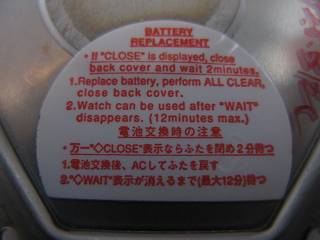 BATTERY
REPLACEMENT
• If "CLOSE" is displayed, close
back cover and wait 2minutes.
1.Replace battery, perform ALL CLEAR,
close back cover.
2.Watch can be used after "WAIT"
disappears. (12minutes max.)
電池交換時の注意
• 万一"◇CLOSE"表示ならふたを閉め2分待つ
1.電池交換後、ACしてふたを戻す
2."◇WAIT"表示が消えるまで(最大12分)待つ